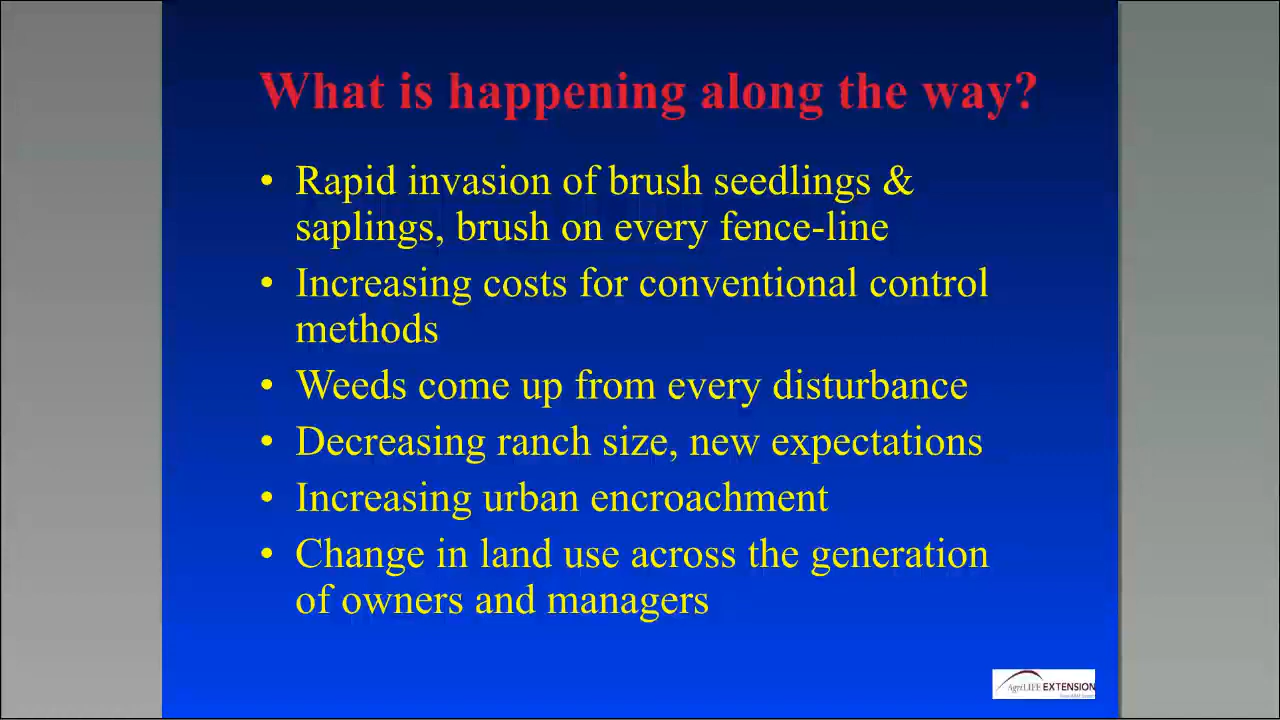 What is happening along the way?
• Rapid invasion of brush seedlings &
saplings, brush on every fence-line
• Increasing costs for conventional control
methods
• Weeds come up from every disturbance
• Decreasing ranch size, new expectations
• Increasing urban encroachment
• Change in land use across the generation
of owners and managers
AgriLIFE EXTENSION